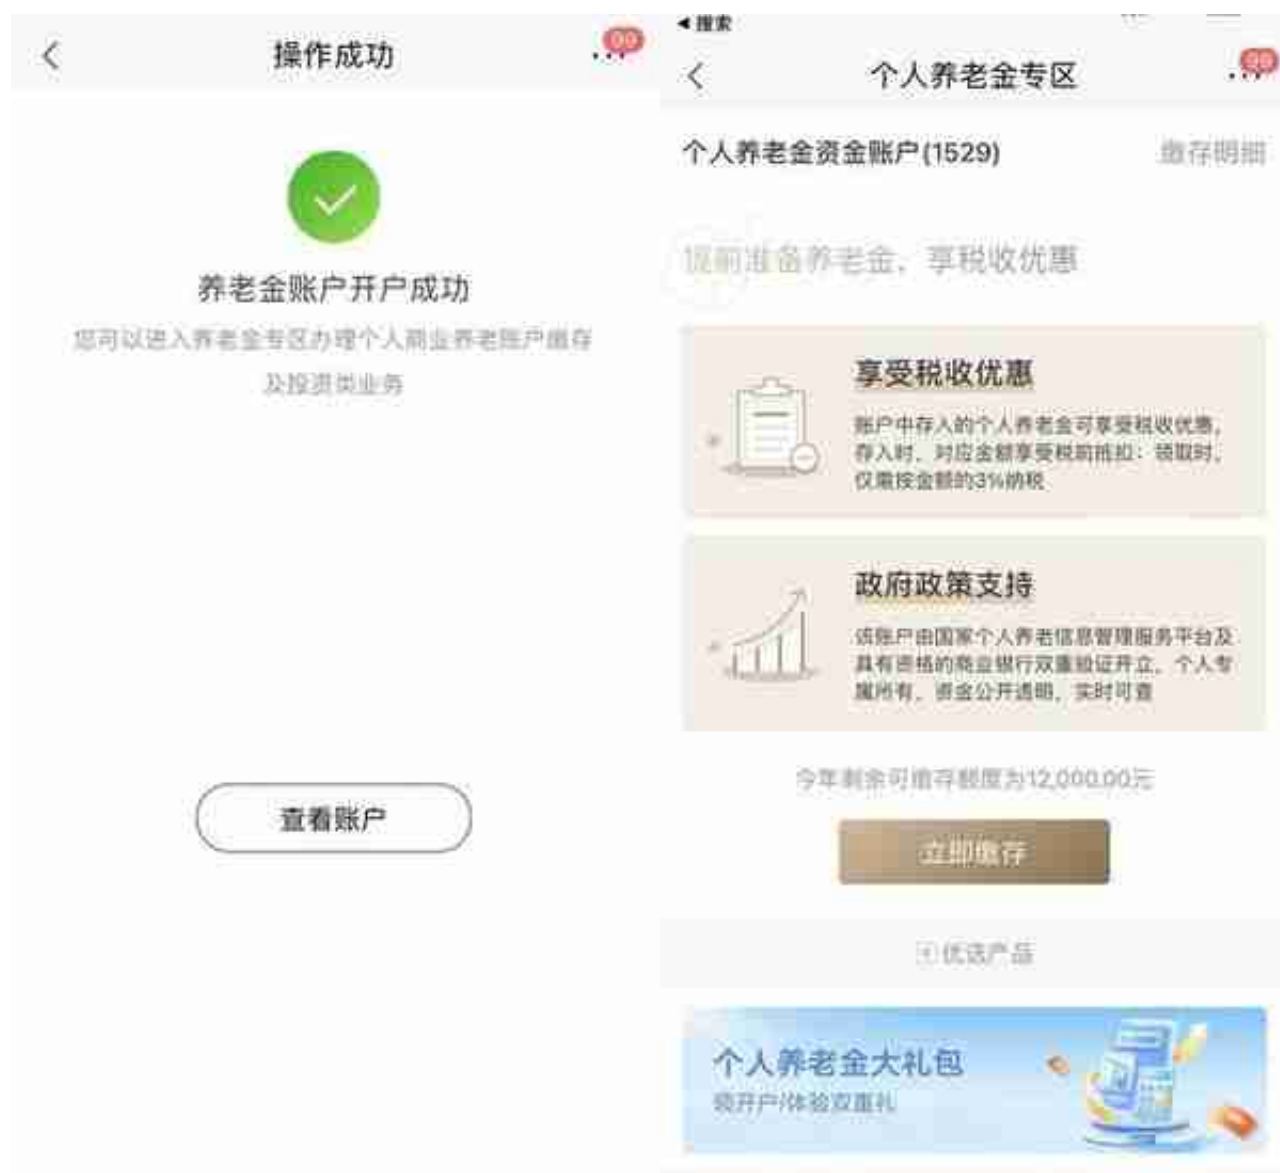 操作成功
99
养老金账户开户成功
您可以进入养老金专区办理个人商业养老账户缴存
及投资类业务
查看账户
搜索
个人养老金专区
99
个人养老金资金账户(1529)
缴存明细
提前准备养老金，享税收优惠
享受税收优惠
账户中存入的个人养老金可享受税收优惠，
存入时，对应金额享受税前抵扣；领取时，
仅需按金额的3%纳税
政府政策支持
该账户由国家个人养老信息管理服务平台及
具有资格的商业银行双重验证开立，个人专
属所有，资金公开透明，实时可查
今年剩余可缴存额度为12,000.00元
立即缴存
优选产品
个人养老金大礼包
领开户/体验双重礼